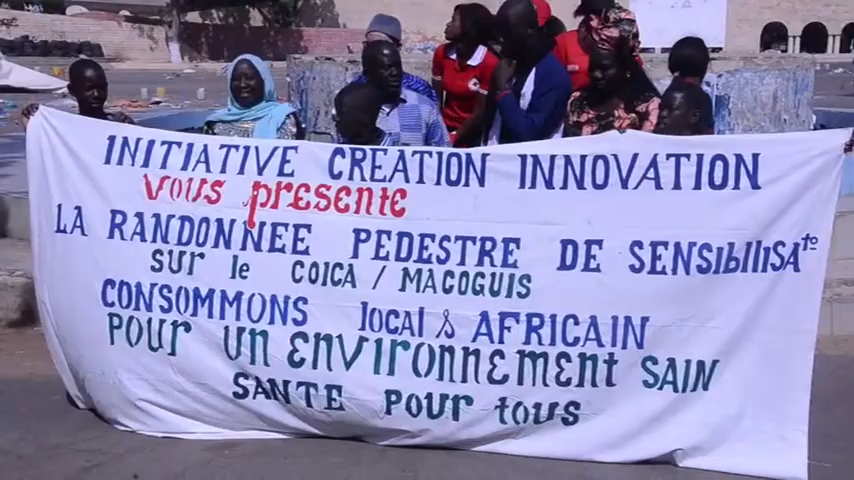 INITIATIVE CREATION INNOVATION
VOUS PRESENTE
LA RANDONNEE PEDESTRE DE SENSIBILISATº
SUR le COICA / MACOGUIS
CONSOMMONS local & AFRICAIN
POUR UN ENVIRONNEMENT SAIN
SANTE POUR tOUS